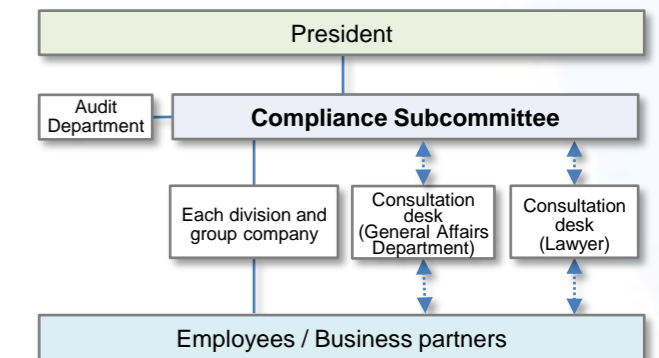 President
Audit
Department
Compliance Subcommittee
Each division and
group company
Consultation
desk
(General Affairs
Department)
Consultation
desk
(Lawyer)
Employees / Business partners